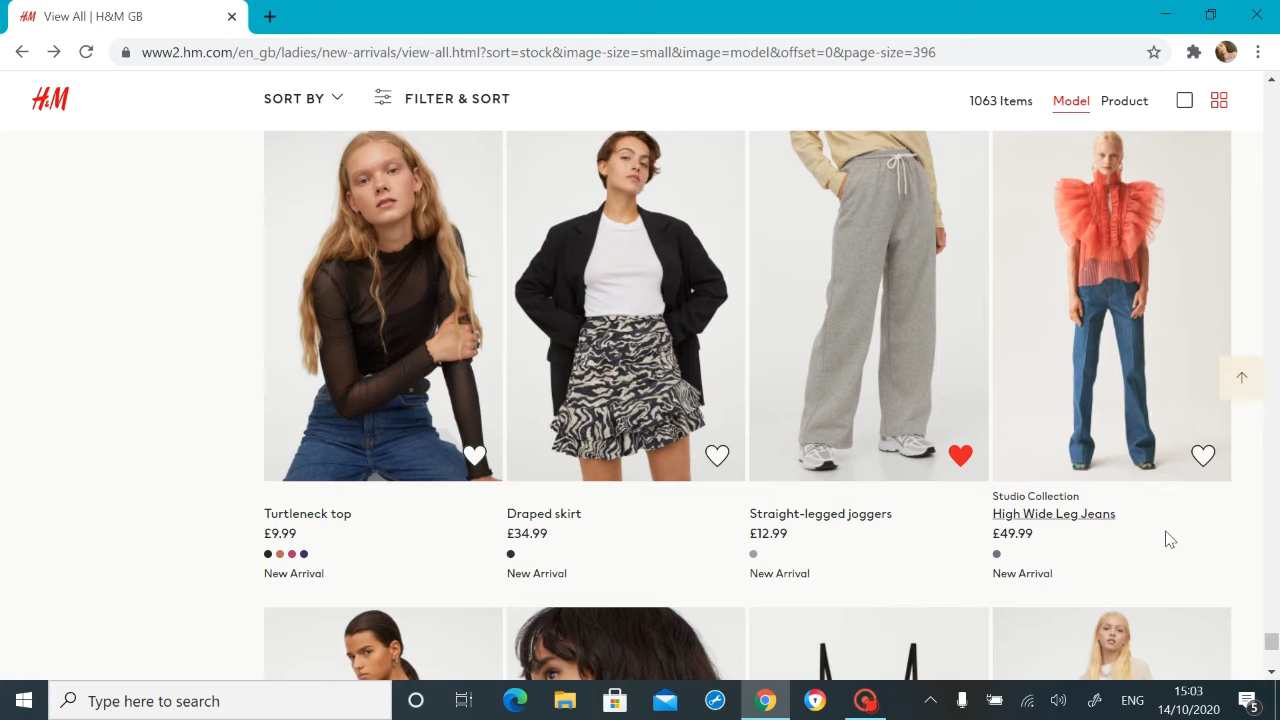 H&M View All | H&M GB
www2.hm.com/en_gb/ladies/new-arrivals/view-all.html?sort=stock&image-size=small&image=model&offset=0&page-size=396
H&M SORT BY FILTER & SORT 1063 Items Model Product
Studio Collection
Turtleneck top Draped skirt Straight-legged joggers High Wide Leg Jeans
£9.99 £34.99 £12.99 £49.99
New Arrival New Arrival New Arrival New Arrival
Type here to search ENG 15:03
14/10/2020 5